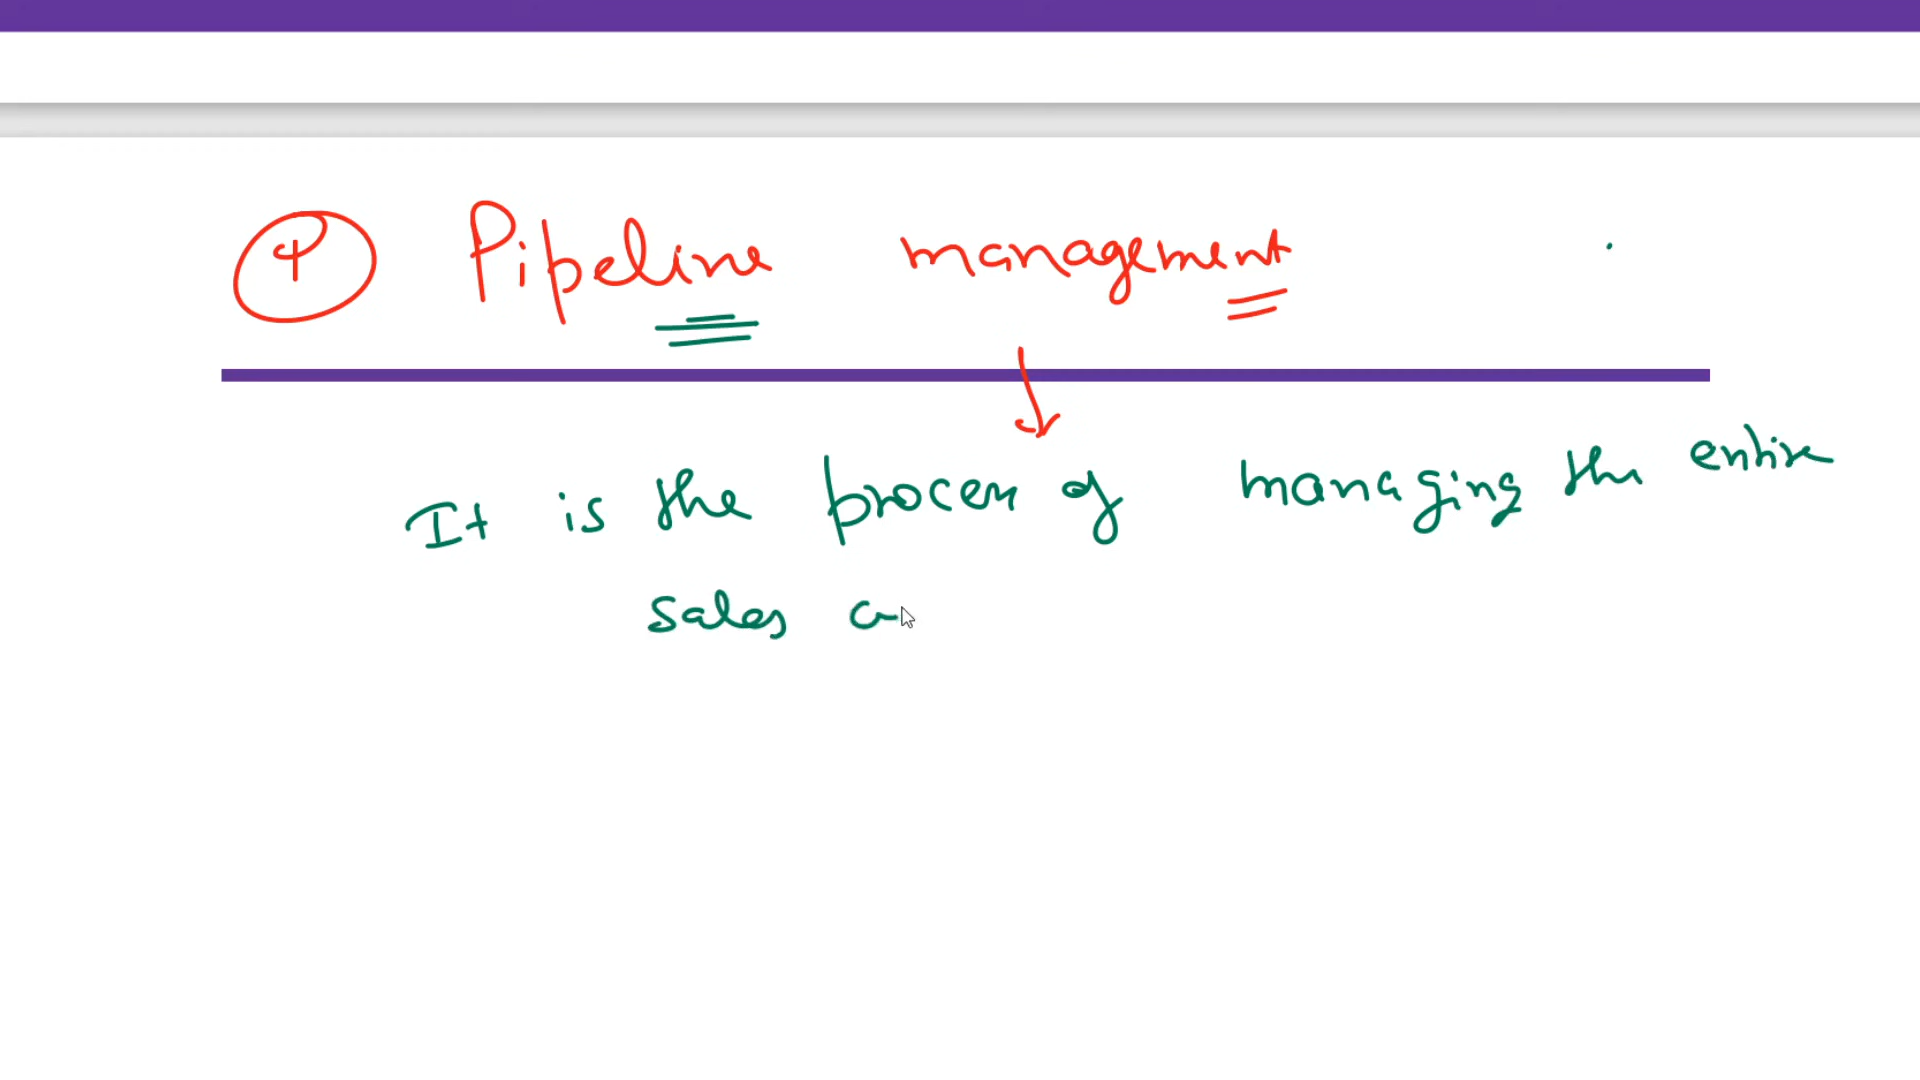 4 Pipeline management
It is the process of managing the entire
sales